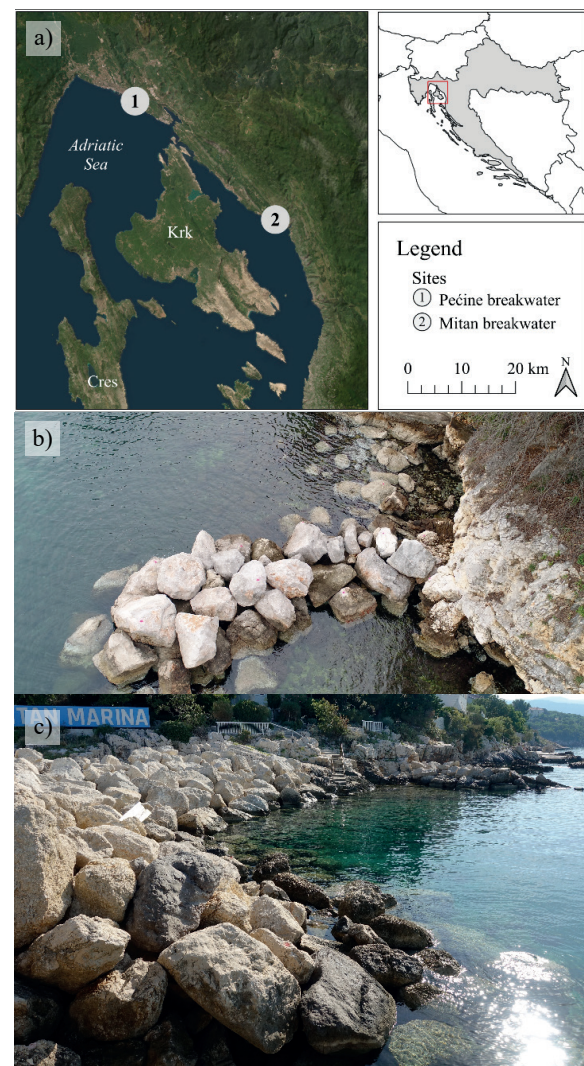 a)
1
Adriatic
Sea
2
Krk
Cres
Legend
Sites
1 Pećine breakwater
2 Mitan breakwater
N
0 10 20 km
b)
c)
TAN MARINA